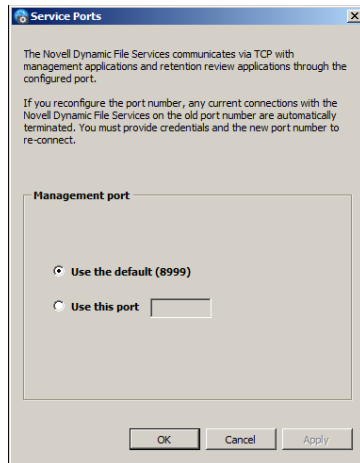 Service Ports
The Novell Dynamic File Services communicates via TCP with
management applications and retention review applications through the
configured port.
If you reconfigure the port number, any current connections with the
Novell Dynamic File Services on the old port number are automatically
terminated. You must provide credentials and the new port number to
re-connect.
Management port
Use the default (8999)
Use this port
OK Cancel Apply